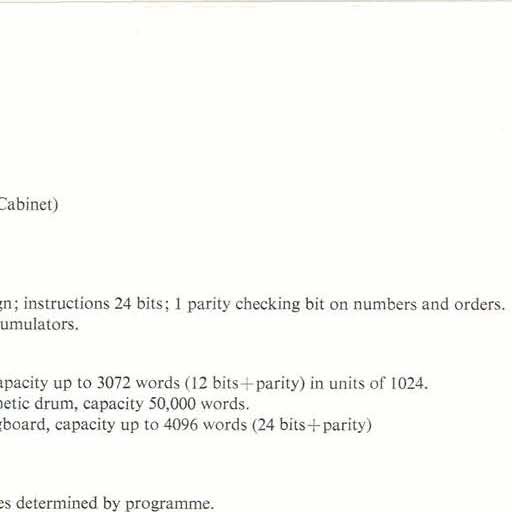 Cabinet)
gn; instructions 24 bits; 1 parity checking bit on numbers and orders.
umulators.
apacity up to 3072 words (12 bits+parity) in units of 1024.
netic drum, capacity 50,000 words.
gboard, capacity up to 4096 words (24 bits+parity)
es determined by programme.